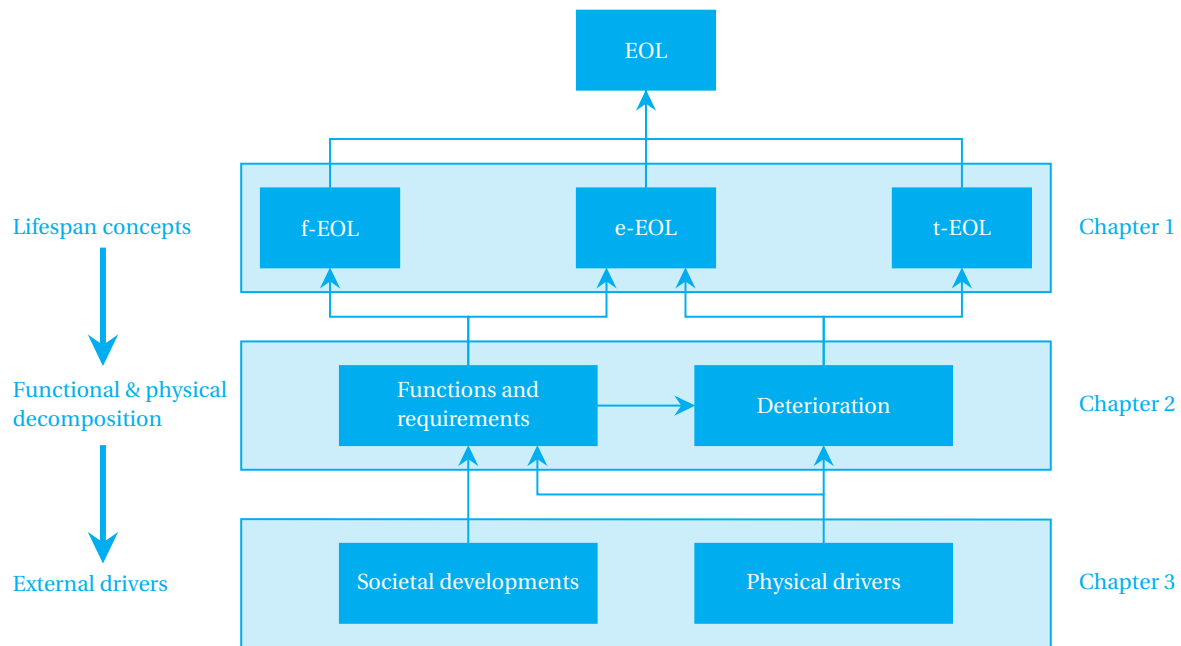 EOL
Lifespan concepts
f-EOL
e-EOL
t-EOL
Chapter 1
Functional & physical
decomposition
Functions and
requirements
Deterioration
Chapter 2
External drivers
Societal developments
Physical drivers
Chapter 3